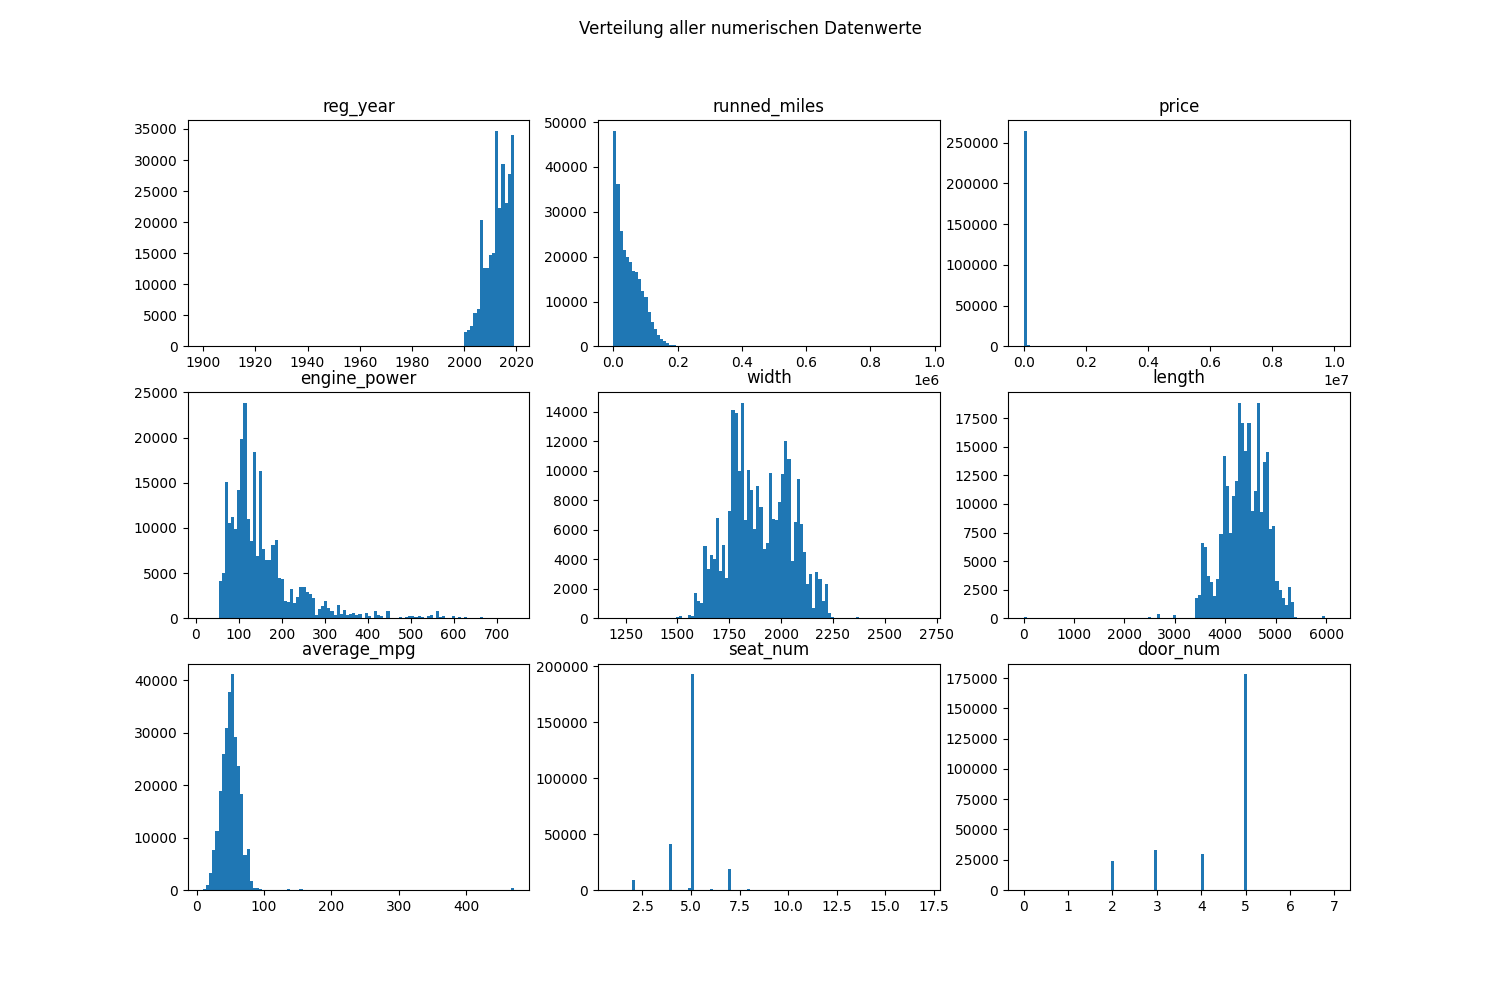 Verteilung aller numerischen Datenwerte
reg_year
35000
30000
25000
20000
15000
10000
5000
0
1900 1920 1940 1960 1980 2000 2020
runned_miles
50000
40000
30000
20000
10000
0
0.0 0.2 0.4 0.6 0.8 1.0
1e6
price
250000
200000
150000
100000
50000
0
0.0 0.2 0.4 0.6 0.8 1.0
1e7
engine_power
25000
20000
15000
10000
5000
0
0 100 200 300 400 500 600 700
width
14000
12000
10000
8000
6000
4000
2000
0
1250 1500 1750 2000 2250 2500 2750
length
17500
15000
12500
10000
7500
5000
2500
0
0 1000 2000 3000 4000 5000 6000
average_mpg
40000
30000
20000
10000
0
0 100 200 300 400
seat_num
200000
150000
100000
50000
0
2.5 5.0 7.5 10.0 12.5 15.0 17.5
door_num
175000
150000
125000
100000
75000
50000
25000
0
0 1 2 3 4 5 6 7